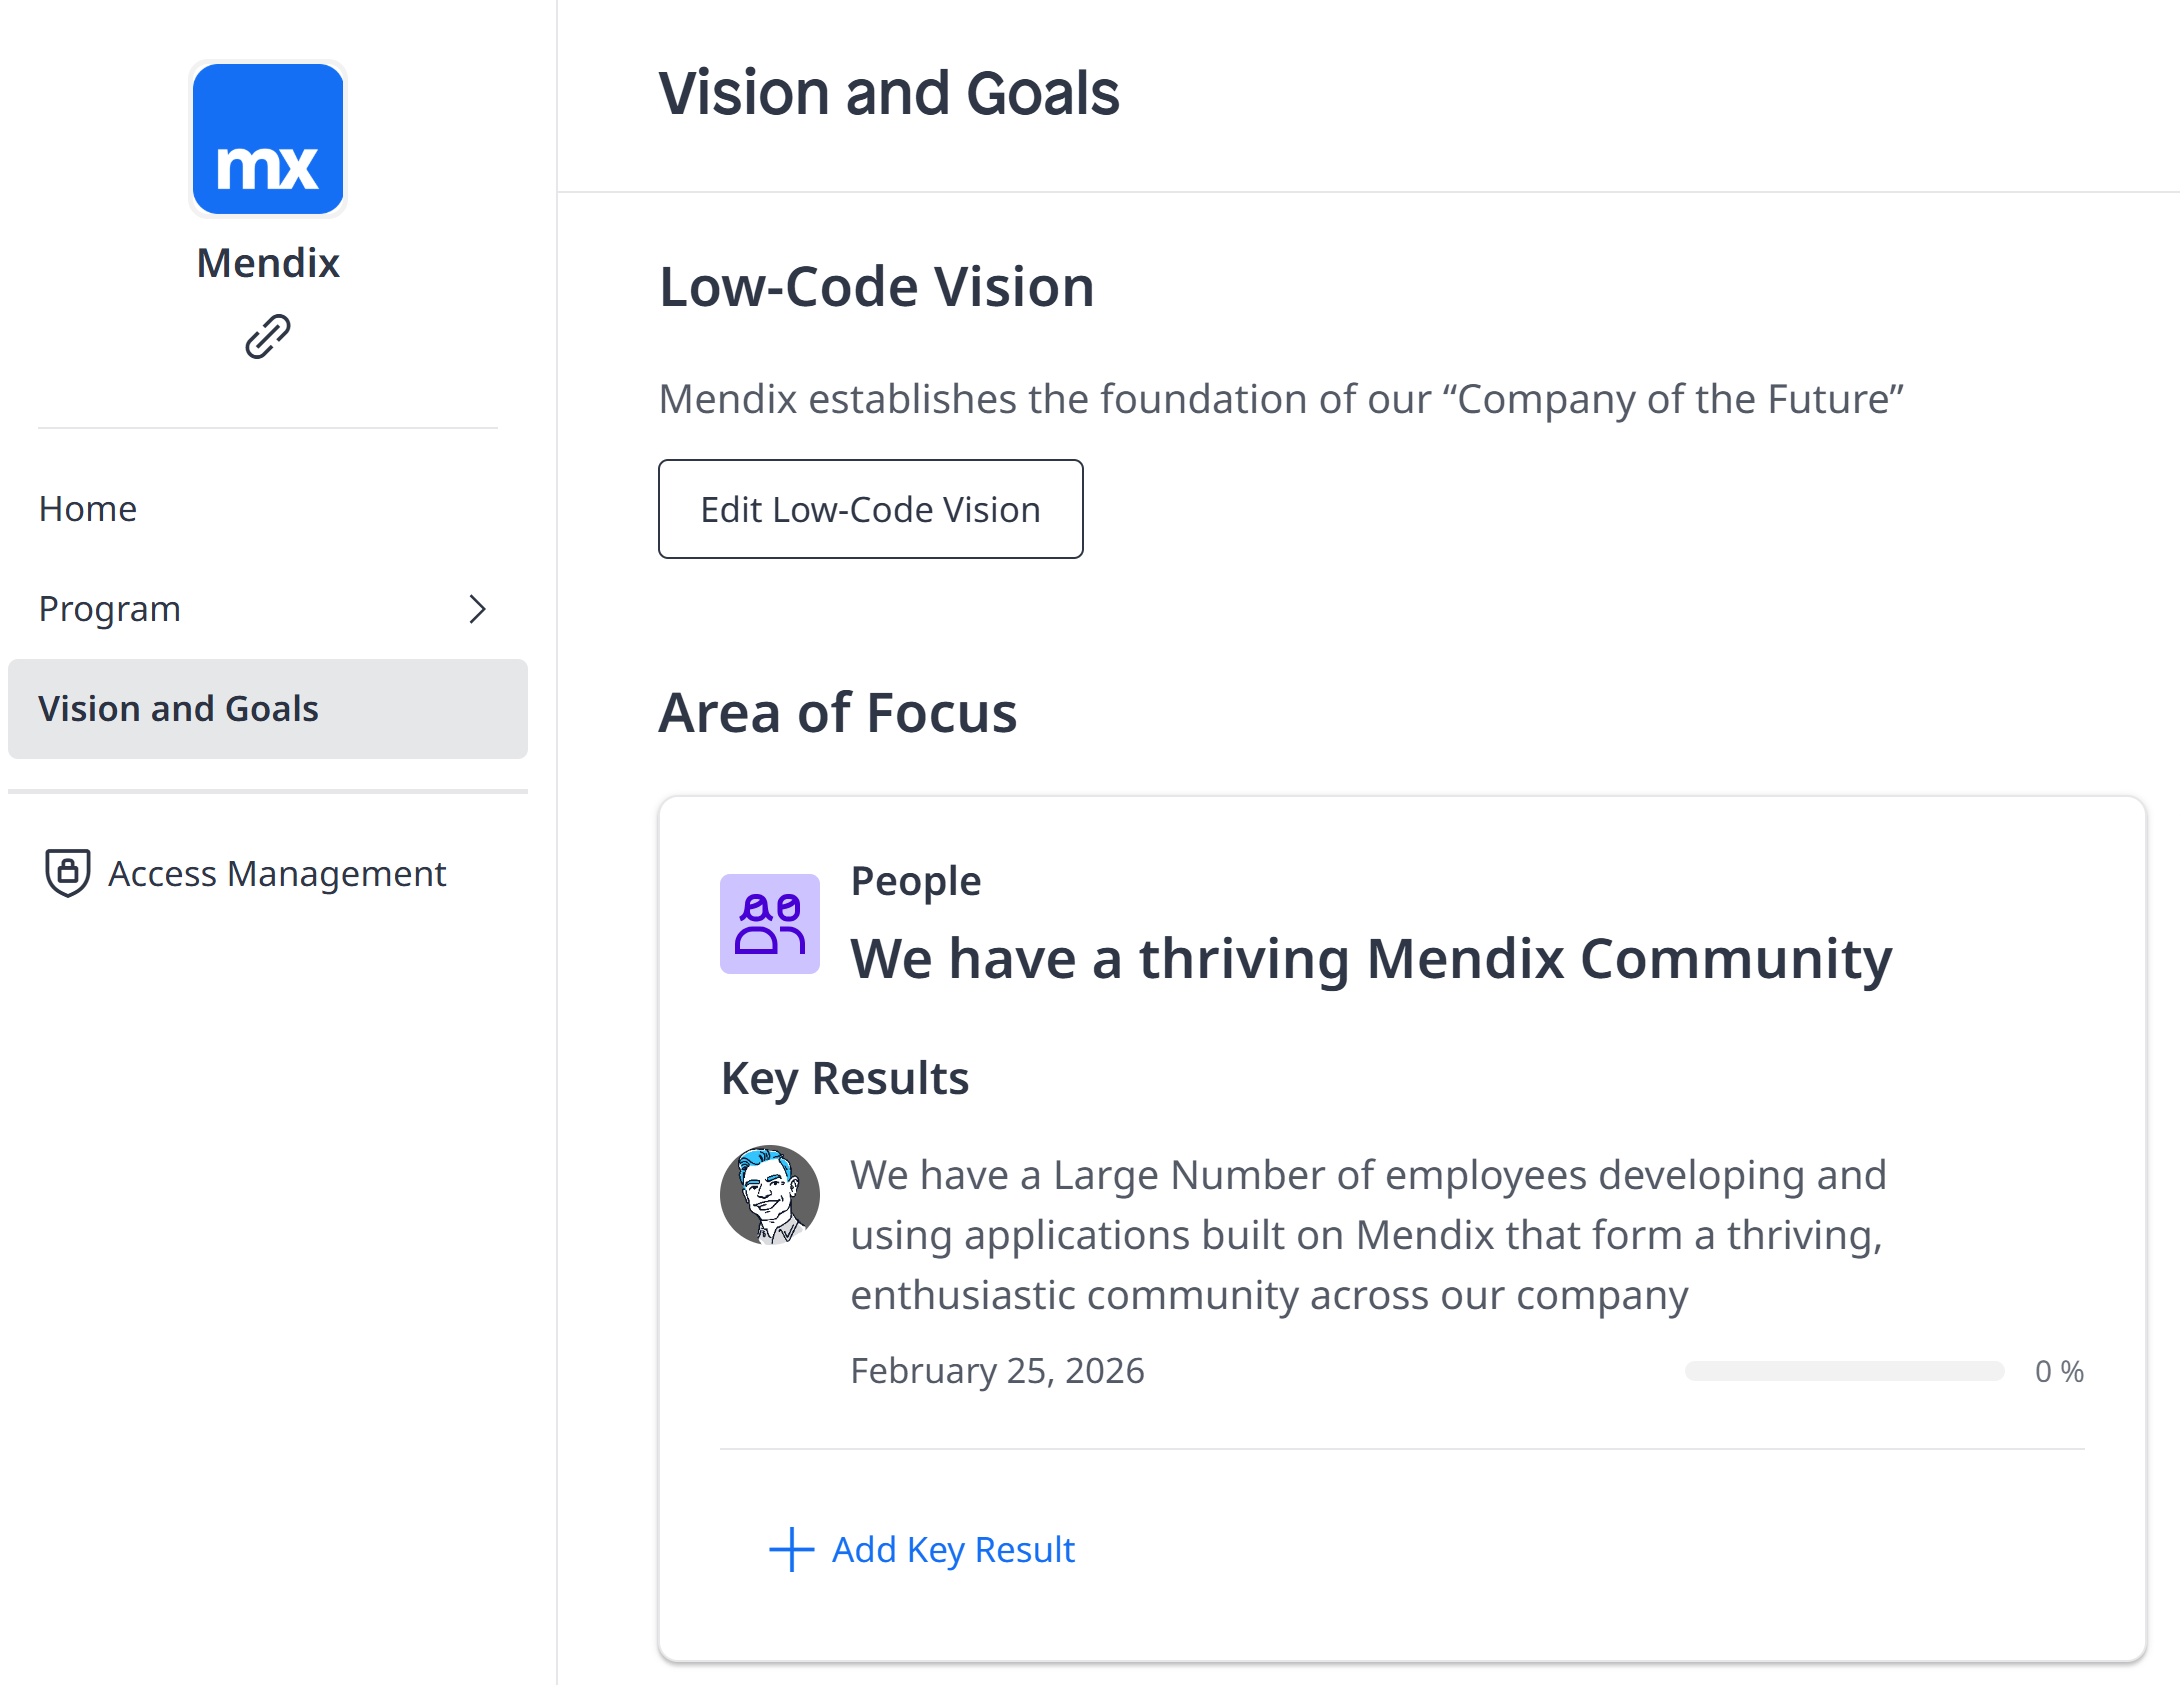 mx
Mendix
Home
Program
Vision and Goals
Access Management
Vision and Goals
Low-Code Vision
Mendix establishes the foundation of our “Company of the Future”
Edit Low-Code Vision
Area of Focus
People
We have a thriving Mendix Community
Key Results
We have a Large Number of employees developing and
using applications built on Mendix that form a thriving,
enthusiastic community across our company
February 25, 2026
0 %
Add Key Result